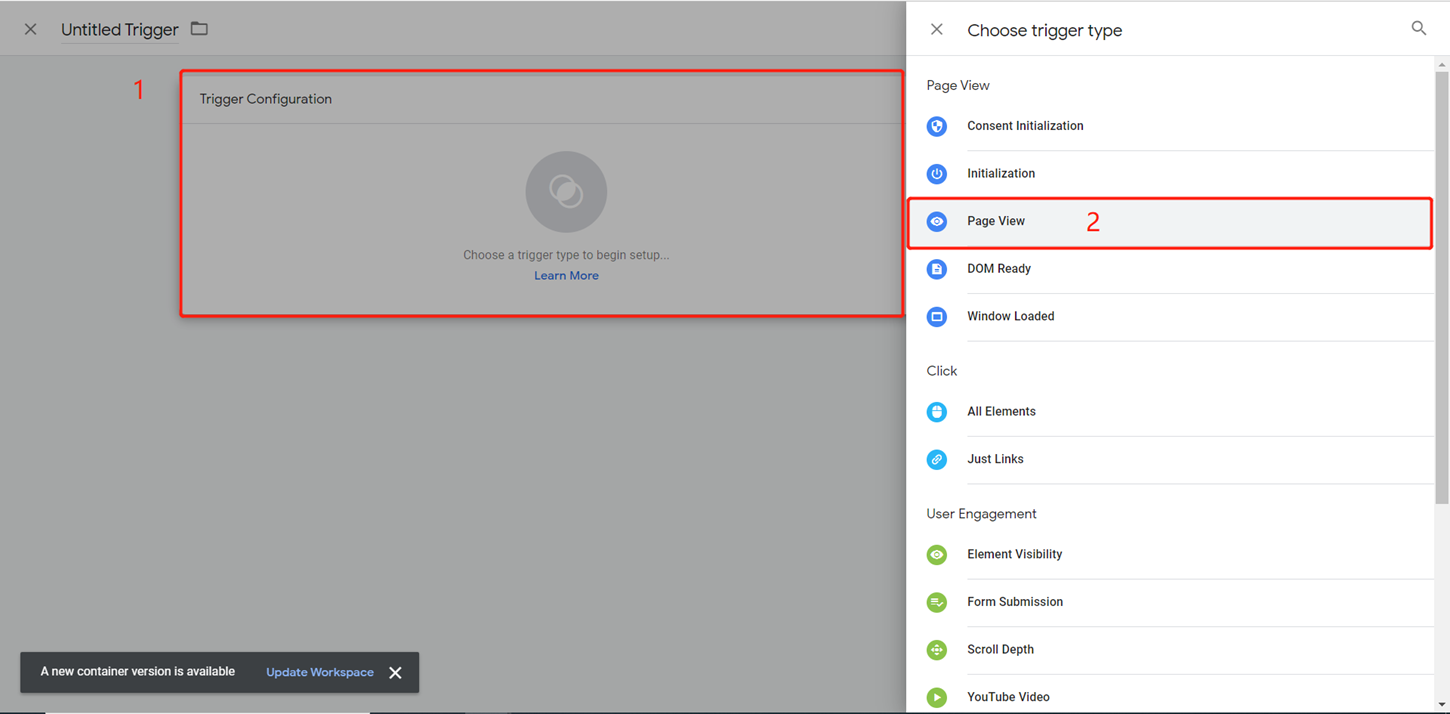 Untitled Trigger
1
Trigger Configuration
Choose a trigger type to begin setup...
Learn More
A new container version is available
Update Workspace
Choose trigger type
Page View
Consent Initialization
Initialization
Page View
2
DOM Ready
Window Loaded
Click
All Elements
Just Links
User Engagement
Element Visibility
Form Submission
Scroll Depth
YouTube Video